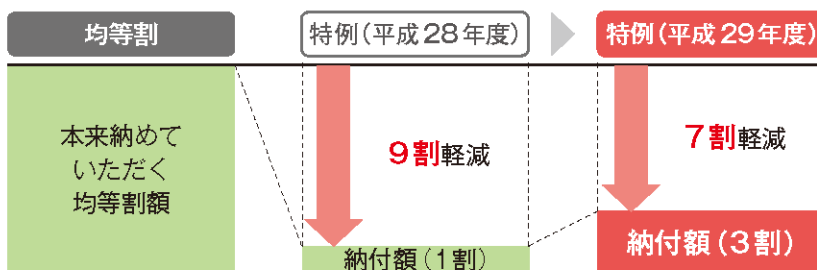 均等割
特例(平成28年度)
特例(平成29年度)
本来納めて
いただく
均等割額
9割軽減
7割軽減
納付額(1割)
納付額(3割)